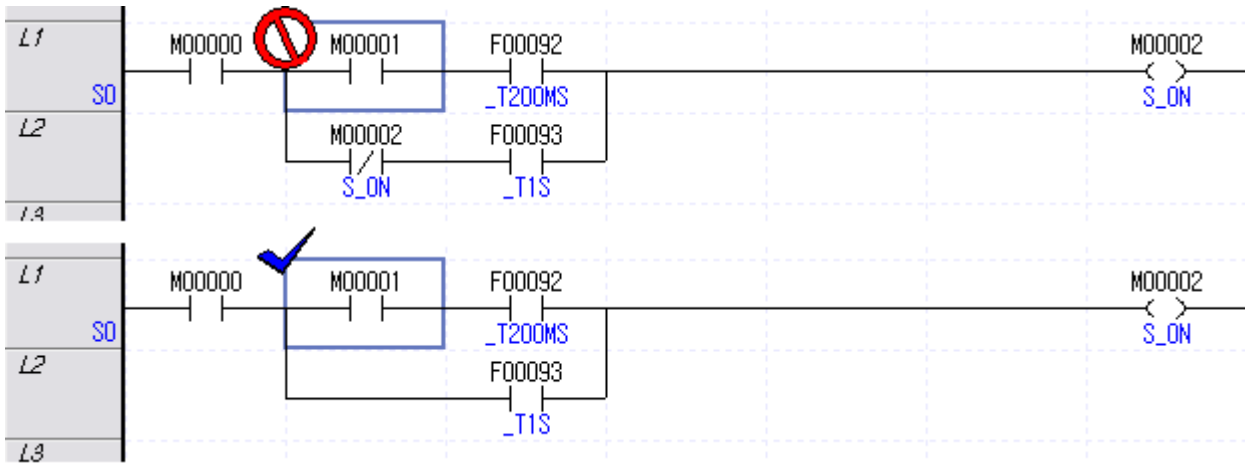 L1 M00000 M00001 F00092 M00002
S0 _T200MS S_ON
L2 M00002 F00093
S_ON _T1S
L3
L1 M00000 M00001 F00092 M00002
S0 _T200MS S_ON
L2 F00093
_T1S
L3